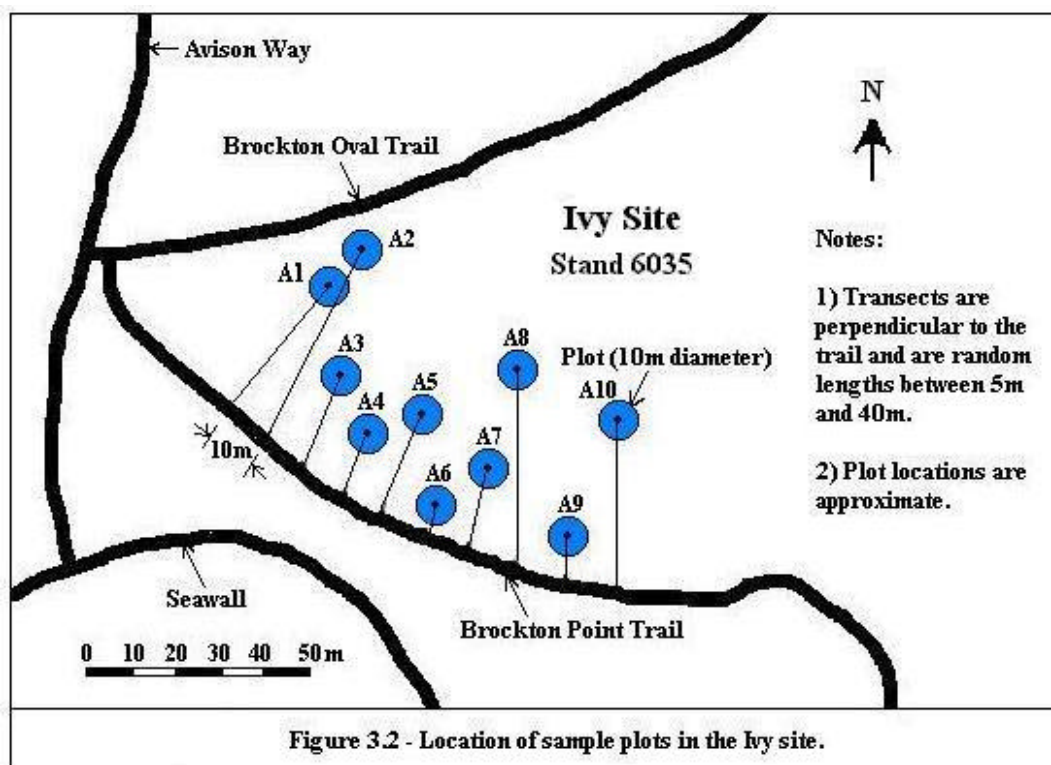 Avison Way
N
Brockton Oval Trail
Ivy Site
Stand 6035
A2
A1
Notes:
1) Transects are
perpendicular to the
trail and are random
lengths between 5m
and 40m.
A8
A3
Plot (10m diameter)
A5
A10
A4
10m
A7
2) Plot locations are
approximate.
A6
A9
Seawall
Brockton Point Trail
0 10 20 30 40 50 m
Figure 3.2 - Location of sample plots in the Ivy site.